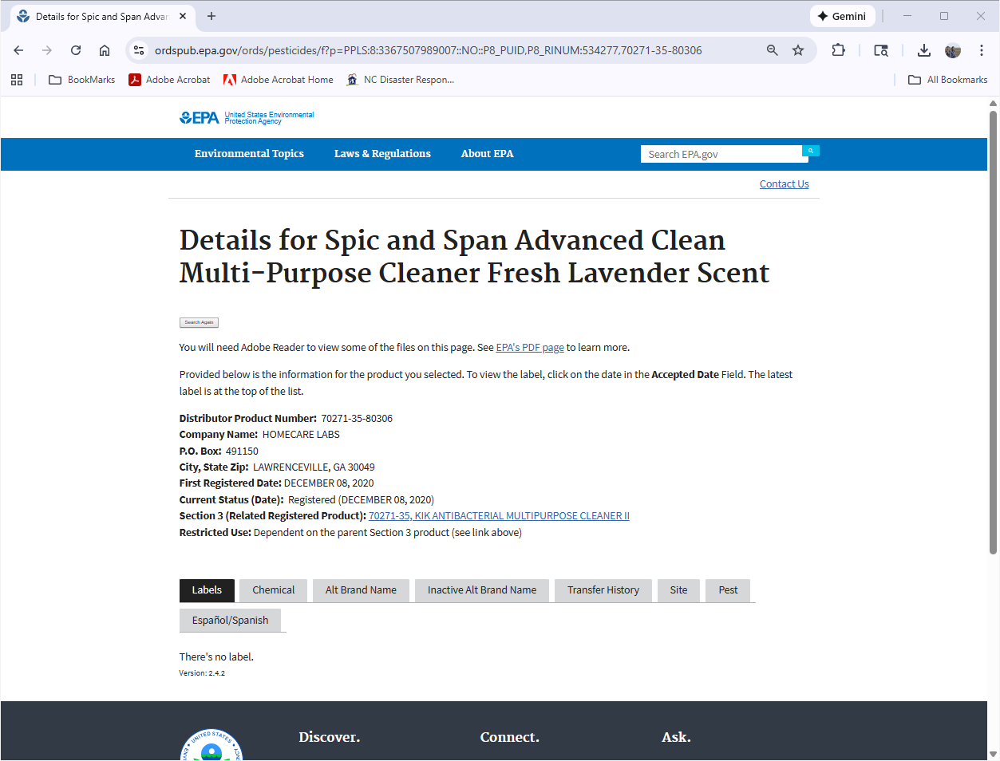 Details for Spic and Span Advan
Gemini
ordspub.epa.gov/ords/pesticides/f?p=PPLS:8:3367507989007::NO::P8_PUID,P8_RINUM:534277,70271-35-80306
BookMarks
Adobe Acrobat
Adobe Acrobat Home
NC Disaster Respon...
All Bookmarks
EPA United States Environmental
Protection Agency
Environmental Topics
Laws & Regulations
About EPA
Search EPA.gov
Contact Us
Details for Spic and Span Advanced Clean
Multi-Purpose Cleaner Fresh Lavender Scent
Search Again
You will need Adobe Reader to view some of the files on this page. See EPA's PDF page to learn more.
Provided below is the information for the product you selected. To view the label, click on the date in the Accepted Date Field. The latest
label is at the top of the list.
Distributor Product Number: 70271-35-80306
Company Name: HOMECARE LABS
P.O. Box: 491150
City, State Zip: LAWRENCEVILLE, GA 30049
First Registered Date: DECEMBER 08, 2020
Current Status (Date): Registered (DECEMBER 08, 2020)
Section 3 (Related Registered Product): 70271-35, KIK ANTIBACTERIAL MULTIPURPOSE CLEANER II
Restricted Use: Dependent on the parent Section 3 product (see link above)
Labels
Chemical
Alt Brand Name
Inactive Alt Brand Name
Transfer History
Site
Pest
Español/Spanish
There's no label.
Version: 2.4.2
UNITED STATES
Discover.
Connect.
Ask.